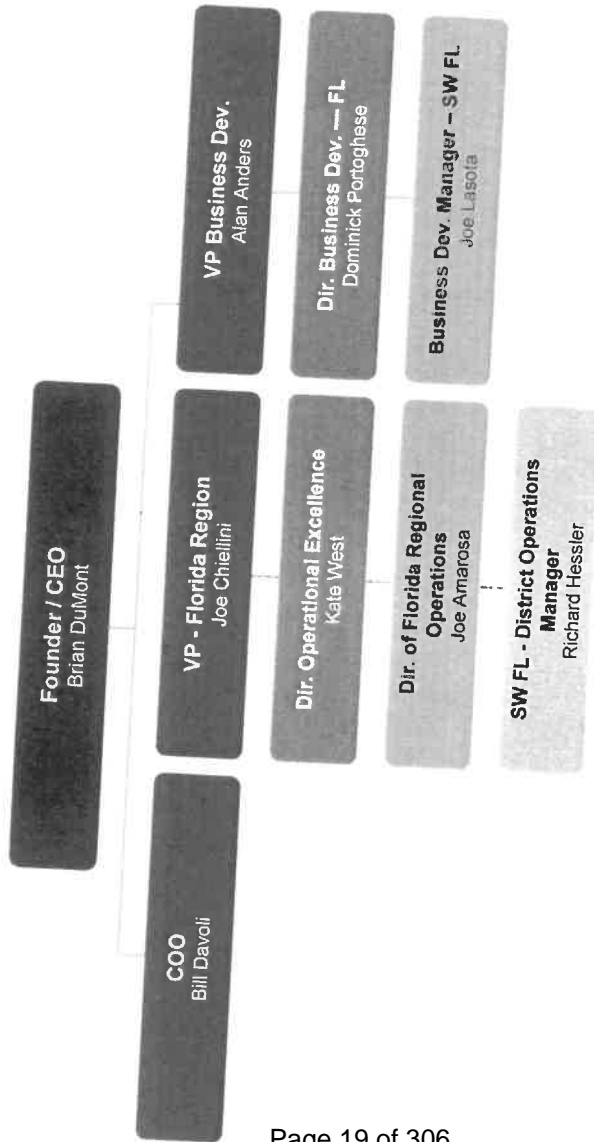 Founder / CEO
Brian DuMont
COO
Bill Davoli
VP - Florida Region
Joe Chiellini
VP Business Dev.
Alan Anders
Dir. Operational Excellence
Kate West
Dir. Business Dev. — FL
Dominick Portoghese
Dir. of Florida Regional
Operations
Joe Amarosa
Business Dev. Manager – SW FL
Joe Lasota
SW FL - District Operations
Manager
Richard Hessler
Page 19 of 306